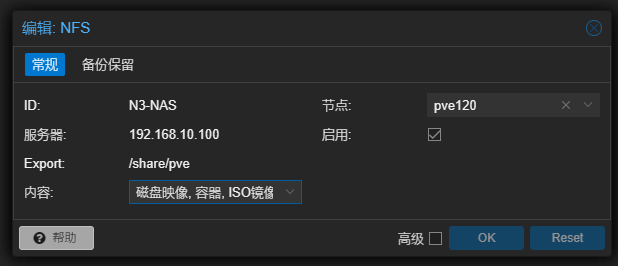 编辑: NFS
常规 备份保留
ID: N3-NAS 节点: pve120
服务器: 192.168.10.100 启用:
Export: /share/pve
内容: 磁盘映像, 容器, ISO镜像
帮助 高级 OK Reset